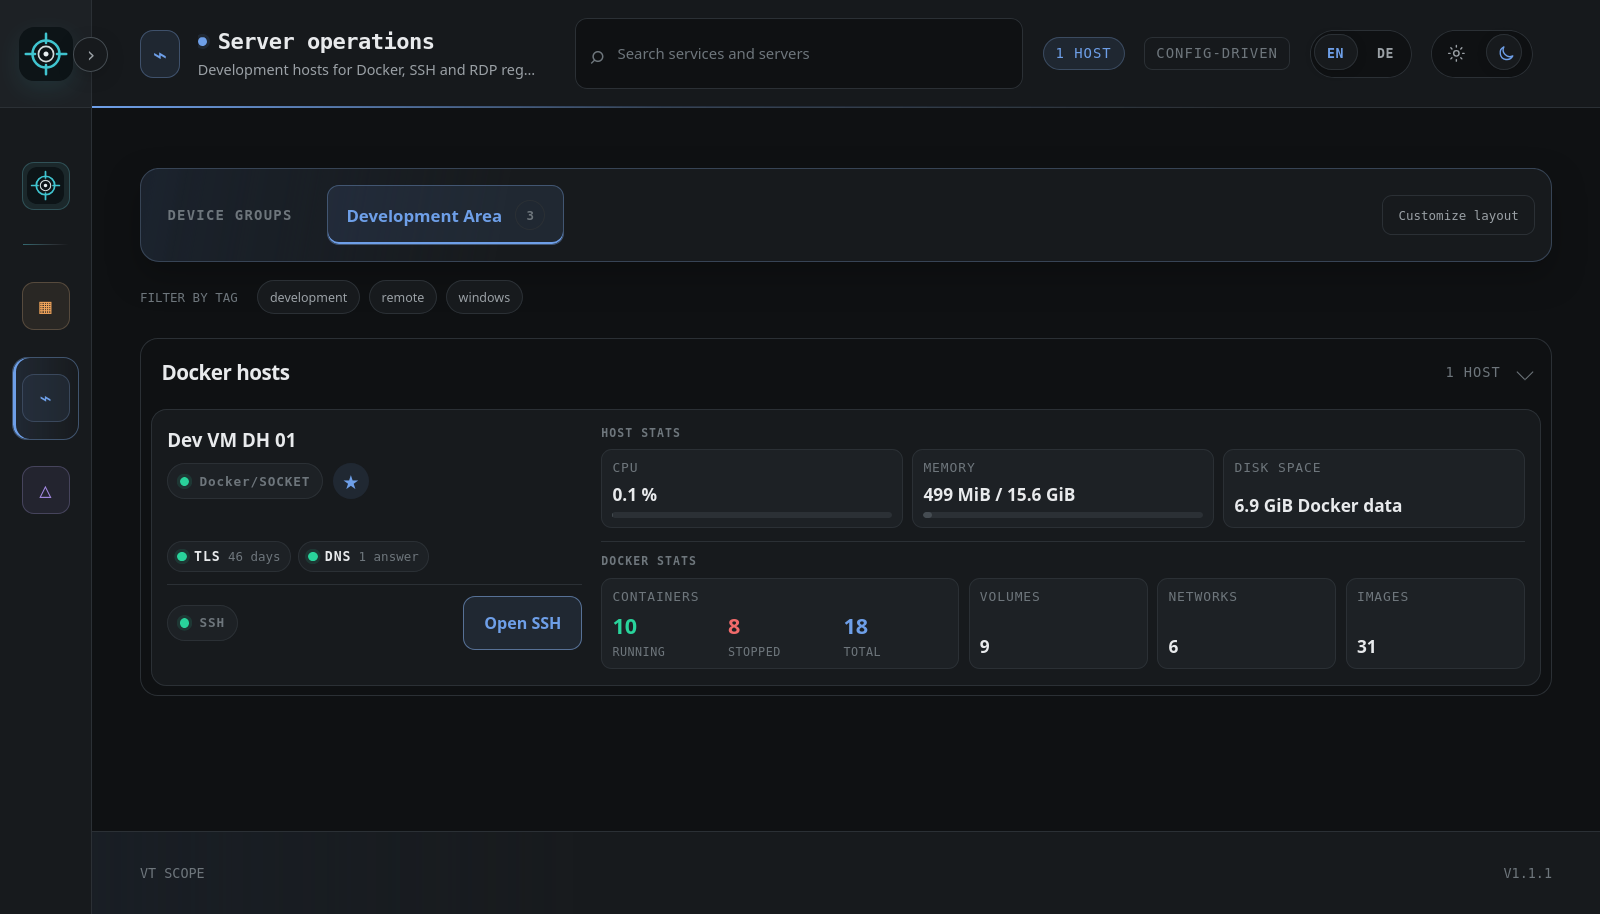 Server operations
Development hosts for Docker, SSH and RDP reg...
Search services and servers
1 HOST
CONFIG-DRIVEN
EN
DE
DEVICE GROUPS
Development Area 3
Customize layout
FILTER BY TAG
development
remote
windows
Docker hosts
1 HOST
Dev VM DH 01
Docker/SOCKET
TLS 46 days
DNS 1 answer
SSH
Open SSH
HOST STATS
CPU
0.1 %
MEMORY
499 MiB / 15.6 GiB
DISK SPACE
6.9 GiB Docker data
DOCKER STATS
CONTAINERS
10
RUNNING
8
STOPPED
18
TOTAL
VOLUMES
9
NETWORKS
6
IMAGES
31
VT SCOPE
V1.1.1